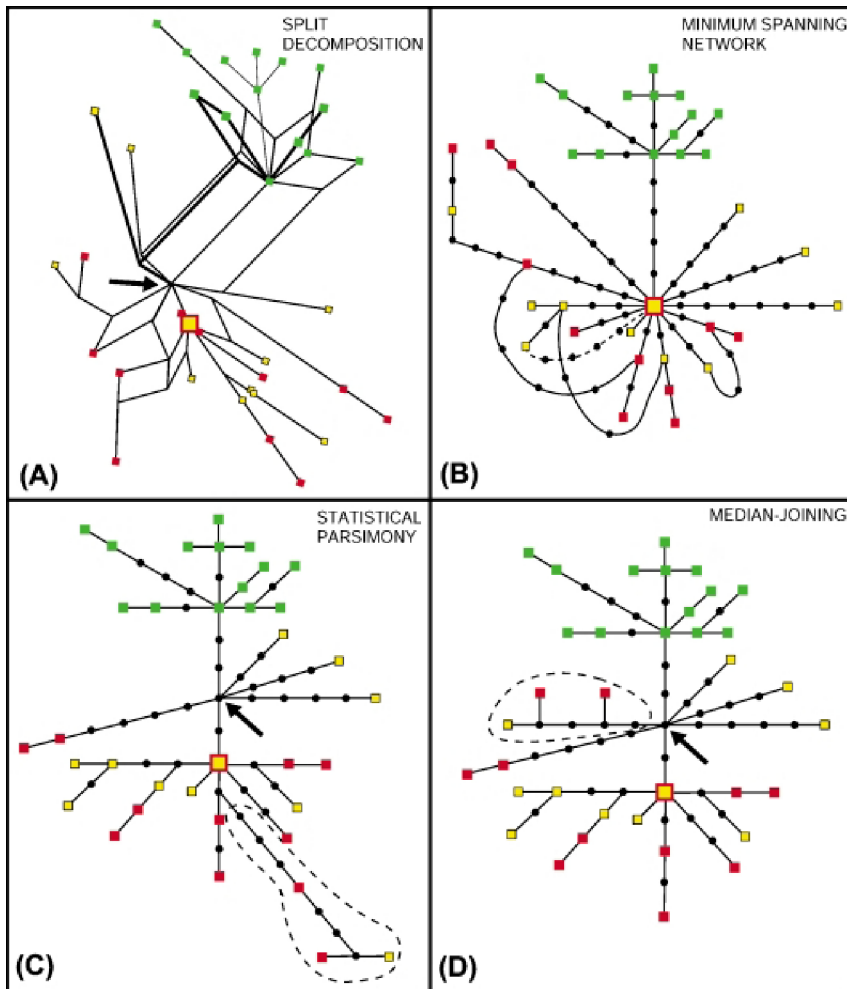 SPLIT
DECOMPOSITION
(A)
MINIMUM SPANNING
NETWORK
(B)
STATISTICAL
PARSIMONY
(C)
MEDIAN-JOINING
(D)